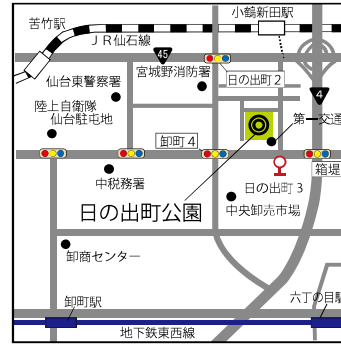 小鶴新田駅
苦竹駅
JR仙石線
45
宮城野消防署
日の出町2
仙台東警察署
4
陸上自衛隊
仙台駐屯地
第一交通
卸町4
箱堤
中税務署
日の出町3
日の出町公園
中央卸売市場
卸商センター
卸町駅
六丁の目駅
地下鉄東西線